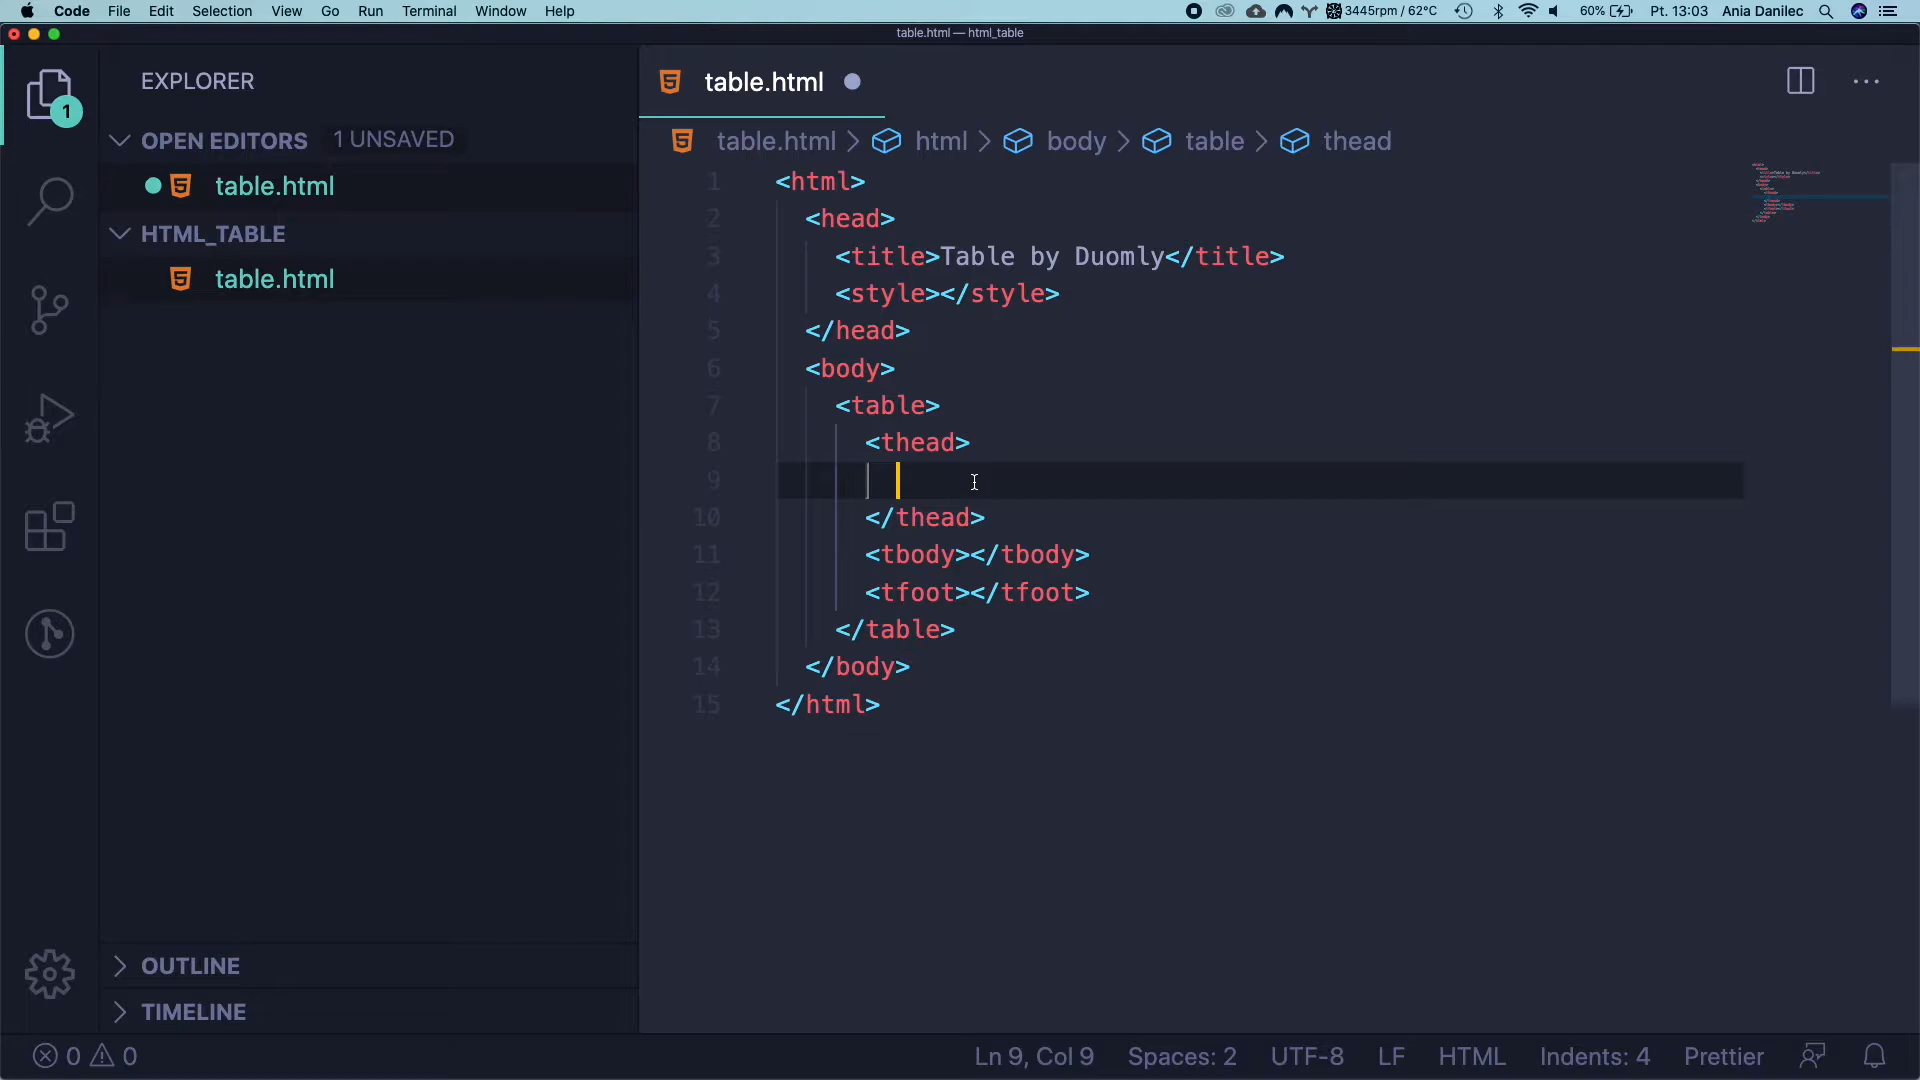 Code File Edit Selection View Go Run Terminal Window Help 3445rpm / 62°C 60% Pt. 13:03 Ania Danilec
table.html — html_table
EXPLORER
1
OPEN EDITORS 1 UNSAVED
table.html
HTML_TABLE
table.html
OUTLINE
TIMELINE
table.html
table.html > html > body > table > thead
1 <html>
2 <head>
3 <title>Table by Duomly</title>
4 <style></style>
5 </head>
6 <body>
7 <table>
8 <thead>
9
10 </thead>
11 <tbody></tbody>
12 <tfoot></tfoot>
13 </table>
14 </body>
15 </html>
0 0 Ln 9, Col 9 Spaces: 2 UTF-8 LF HTML Indents: 4 Prettier